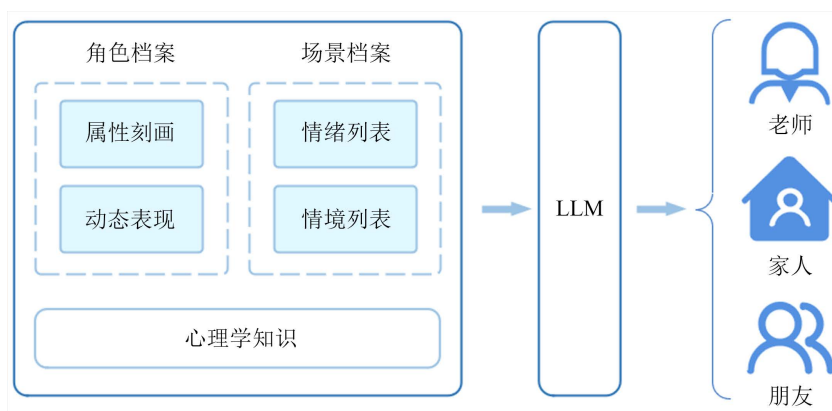 角色档案
场景档案
属性刻画
情绪列表
动态表现
情境列表
心理学知识
LLM
老师
家人
朋友